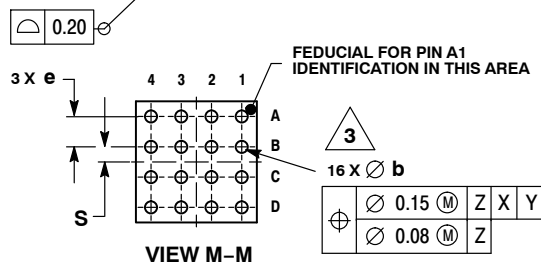 ⌓ 0.20
FEDUCIAL FOR PIN A1
IDENTIFICATION IN THIS AREA
3 X e
4 3 2 1
A
B
C
D
3
16 X ∅ b
S
⌖ ∅ 0.15 Ⓜ Z X Y
∅ 0.08 Ⓜ Z
VIEW M–M